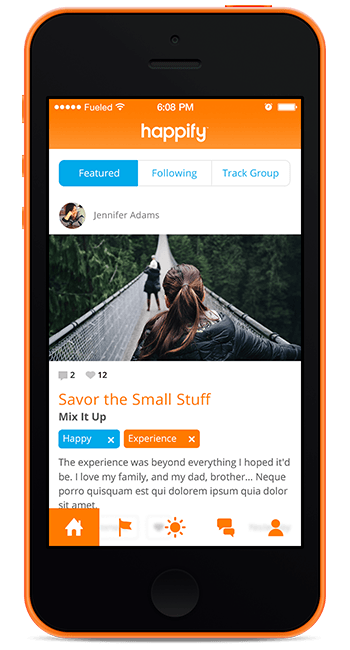 Fueled 6:08 PM
happify
Featured Following Track Group
Jennifer Adams
2 12
Savor the Small Stuff
Mix It Up
Happy × Experience ×
The experience was beyond everything I hoped it'd
be. I love my family, and my dad, brother... Neque
porro quisquam est qui dolorem ipsum quia dolor
sit amet.